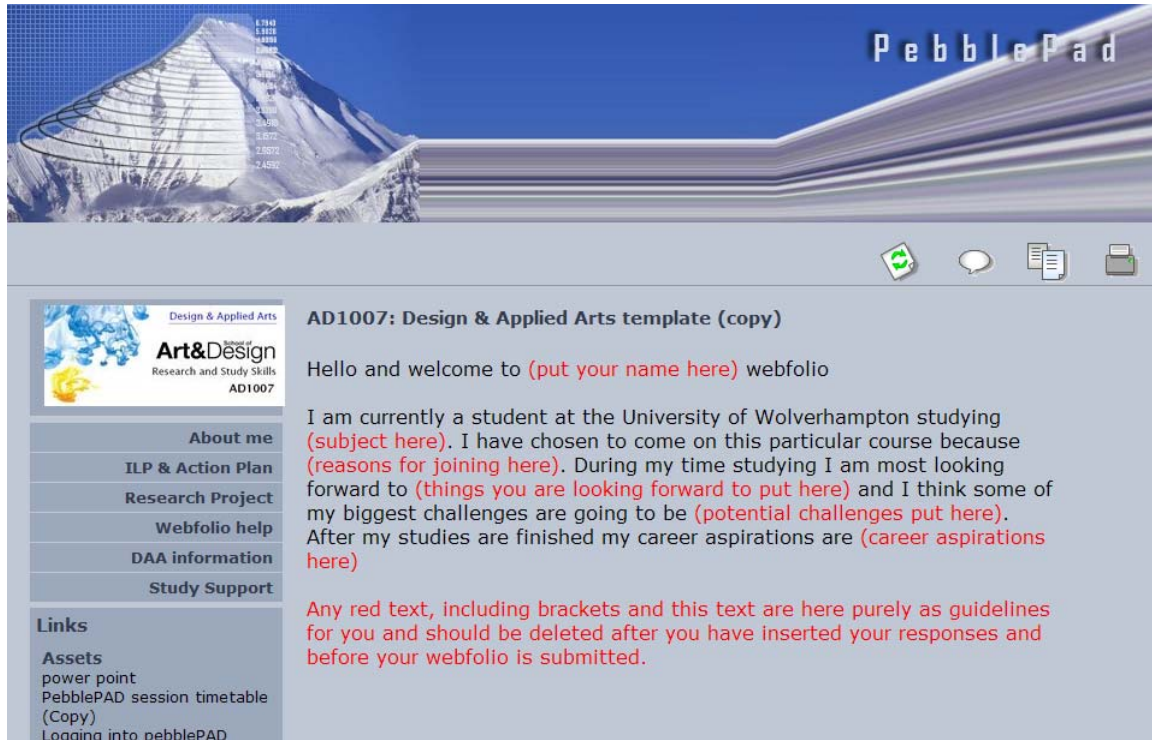 6.7943
PebblePad
3.1572
2.4592
Design & Applied Arts
School of
Art&Design
Research and Study Skills
AD1007
About me
ILP & Action Plan
Research Project
Webfolio help
DAA information
Study Support
Links
Assets
power point
PebblePAD session timetable
(Copy)
Logging into pebblePAD
AD1007: Design & Applied Arts template (copy)
Hello and welcome to (put your name here) webfolio
I am currently a student at the University of Wolverhampton studying
(subject here). I have chosen to come on this particular course because
(reasons for joining here). During my time studying I am most looking
forward to (things you are looking forward to put here) and I think some of
my biggest challenges are going to be (potential challenges put here).
After my studies are finished my career aspirations are (career aspirations
here)
Any red text, including brackets and this text are here purely as guidelines
for you and should be deleted after you have inserted your responses and
before your webfolio is submitted.